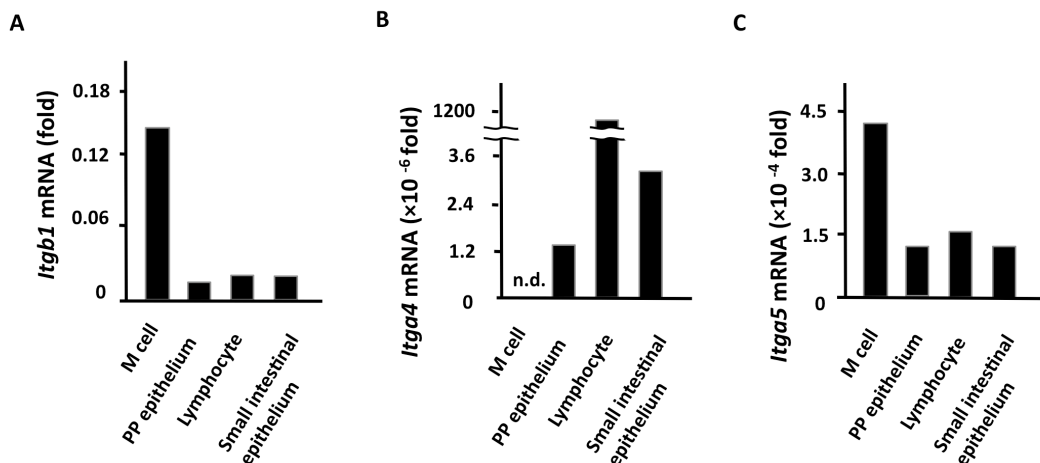 A
Itgb1 mRNA (fold)
0.18
0.12
0.06
0
M cell
PP epithelium
Lymphocyte
Small intestinal
epithelium
B
Itga4 mRNA (×10 -6 fold)
1200
3.6
2.4
1.2
0
n.d.
M cell
PP epithelium
Lymphocyte
Small intestinal
epithelium
C
Itga5 mRNA (×10 -4 fold)
4.5
3.0
1.5
0
M cell
PP epithelium
Lymphocyte
Small intestinal
epithelium